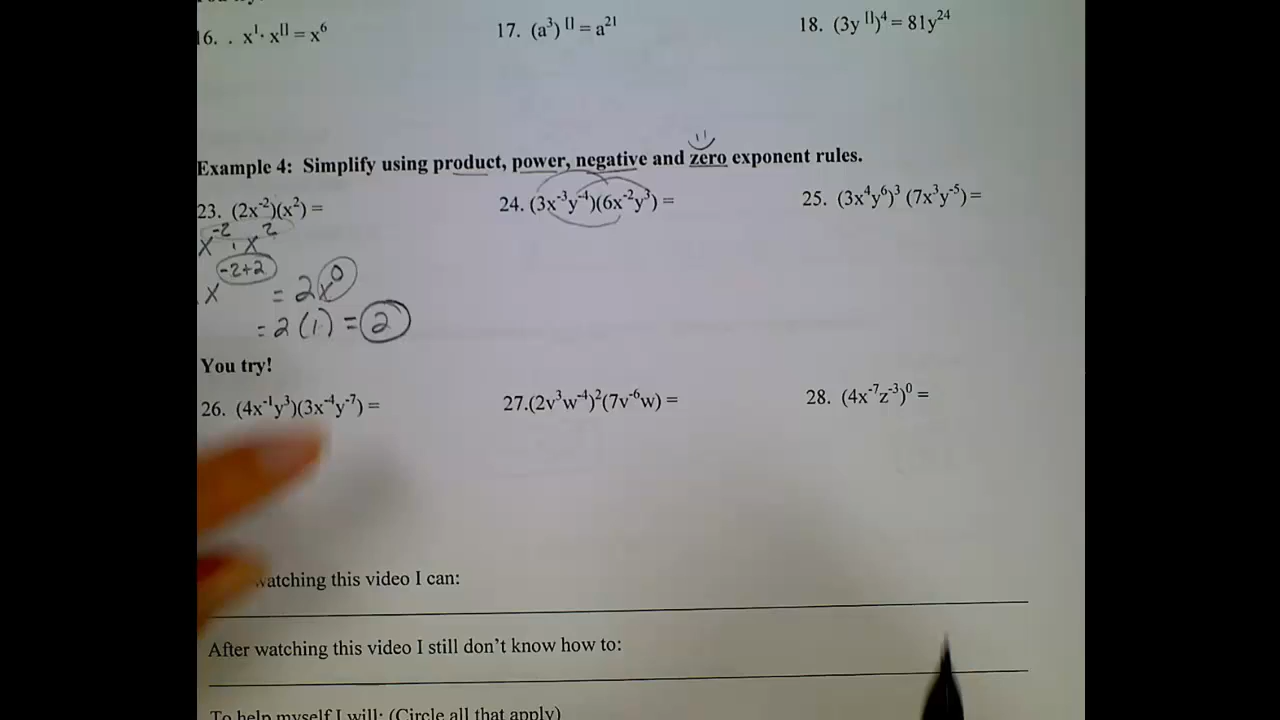 16. . x¹· x[] = x⁶
17. (a³) [] = a²¹
18. (3y [])⁴ = 81y²⁴
Example 4: Simplify using product, power, negative and zero exponent rules.
23. (2x⁻²)(x²) =
24. (3x⁻³y⁻⁴)(6x⁻²y³) =
25. (3x⁴y⁶)³ (7x³y⁻⁵) =
x⁻² · x²
x⁻²⁺²
= 2x⁰
= 2 (1) = 2
You try!
26. (4x⁻¹y³)(3x⁻⁴y⁻⁷) =
27.(2v³w⁻⁴)²(7v⁻⁶w) =
28. (4x⁻⁷z⁻³)⁰ =
watching this video I can:
After watching this video I still don't know how to:
To help myself I will: (Circle all that apply)